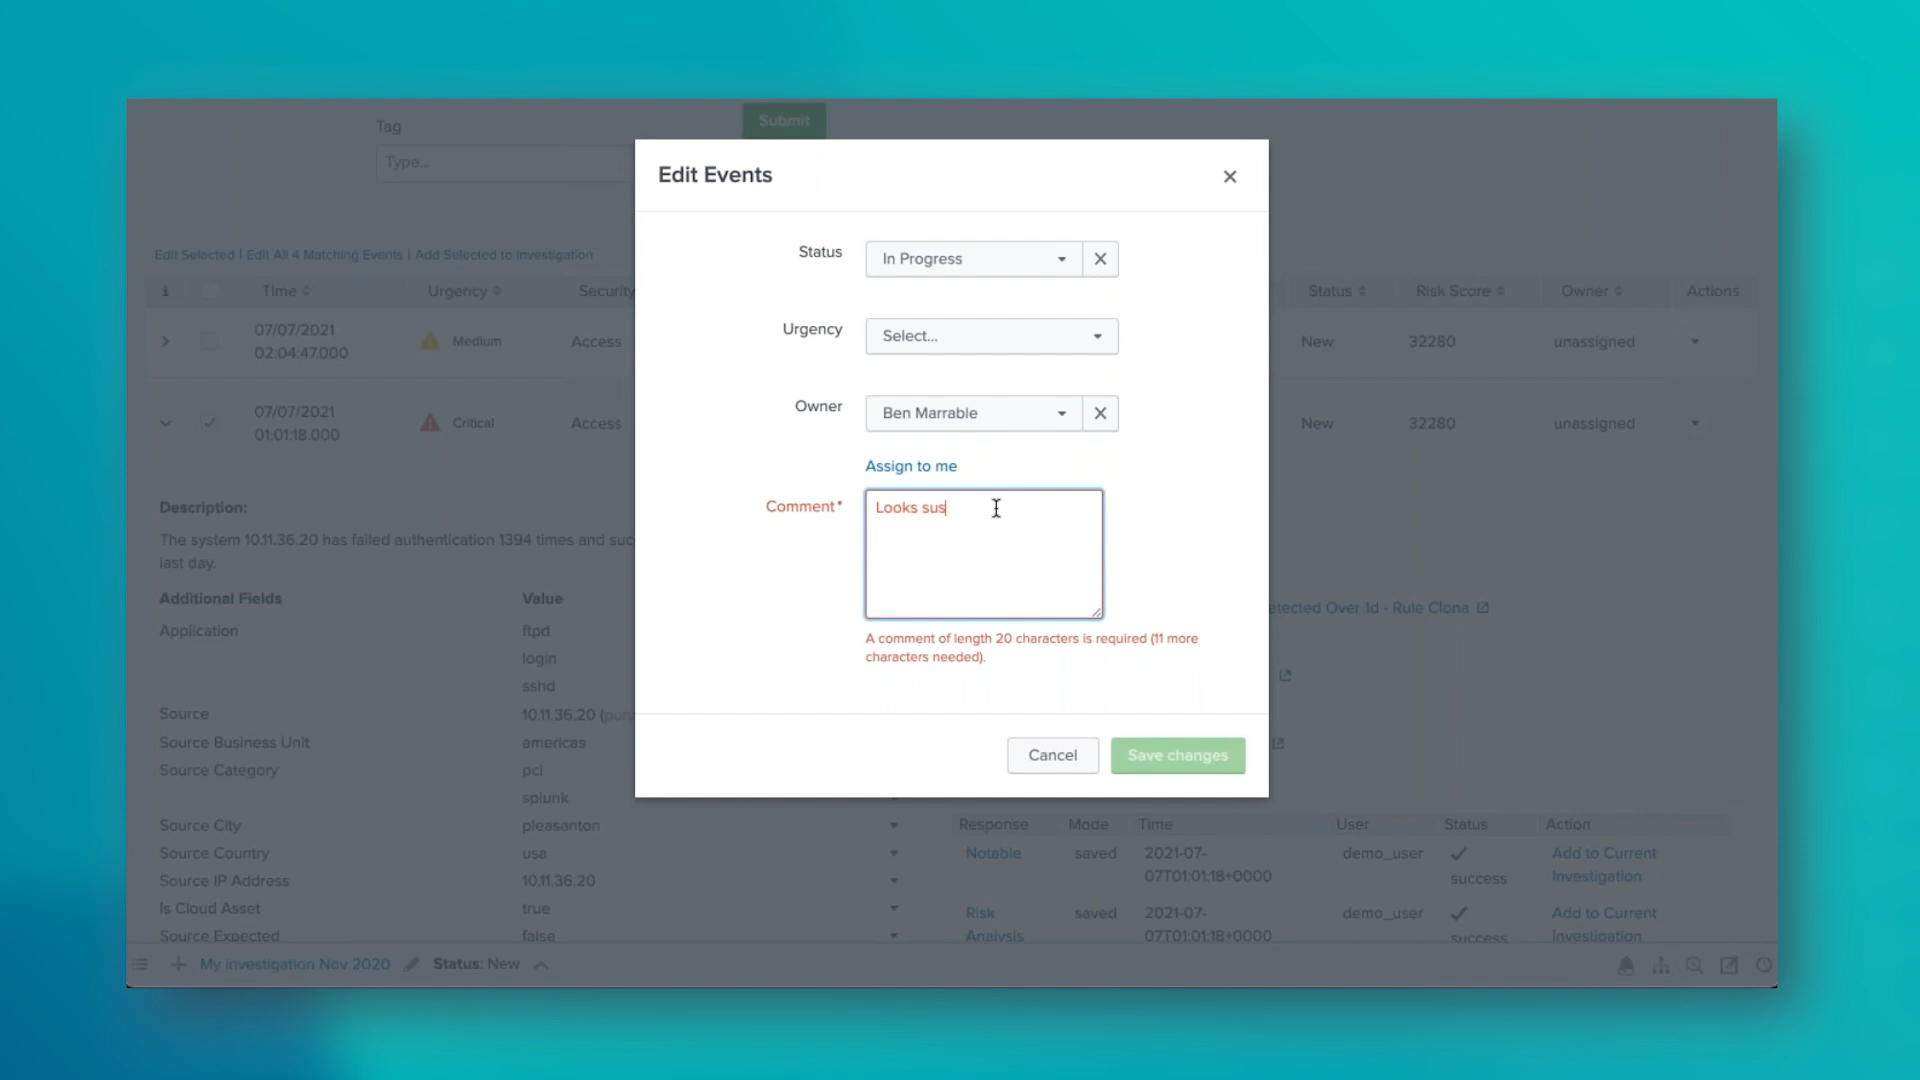 Tag
Submit
Type...
Edit Events
Edit Selected | Edit All 4 Matching Events | Add Selected to Investigation
Status
In Progress
i
Time
Urgency
Security
Status
Risk Score
Owner
Actions
Urgency
Select...
07/07/2021
02:04:47.000
Medium
Access
New
32280
unassigned
Owner
Ben Marrable
07/07/2021
01:01:18.000
Critical
Access
New
32280
unassigned
Assign to me
Comment*
Looks sus
Description:
The system 10.11.36.20 has failed authentication 1394 times and
last day.
A comment of length 20 characters is required (11 more
characters needed).
Additional Fields
Value
Over 1d - Rule Clona
Application
ftpd
login
sshd
Source
10.11.36.20
Source Business Unit
americas
Source Category
pci
splunk
Cancel
Save changes
Source City
pleasanton
Source Country
usa
Source IP Address
10.11.36.20
Is Cloud Asset
true
Source Expected
false
Response
Mode
Time
User
Status
Action
Notable
saved
2021-07-
07T01:01:18+0000
demo_user
success
Add to Current
Investigation
Risk
Analysis
saved
2021-07-
07T01:01:18+0000
demo_user
success
Add to Current
Investigation
My investigation Nov 2020
Status: New